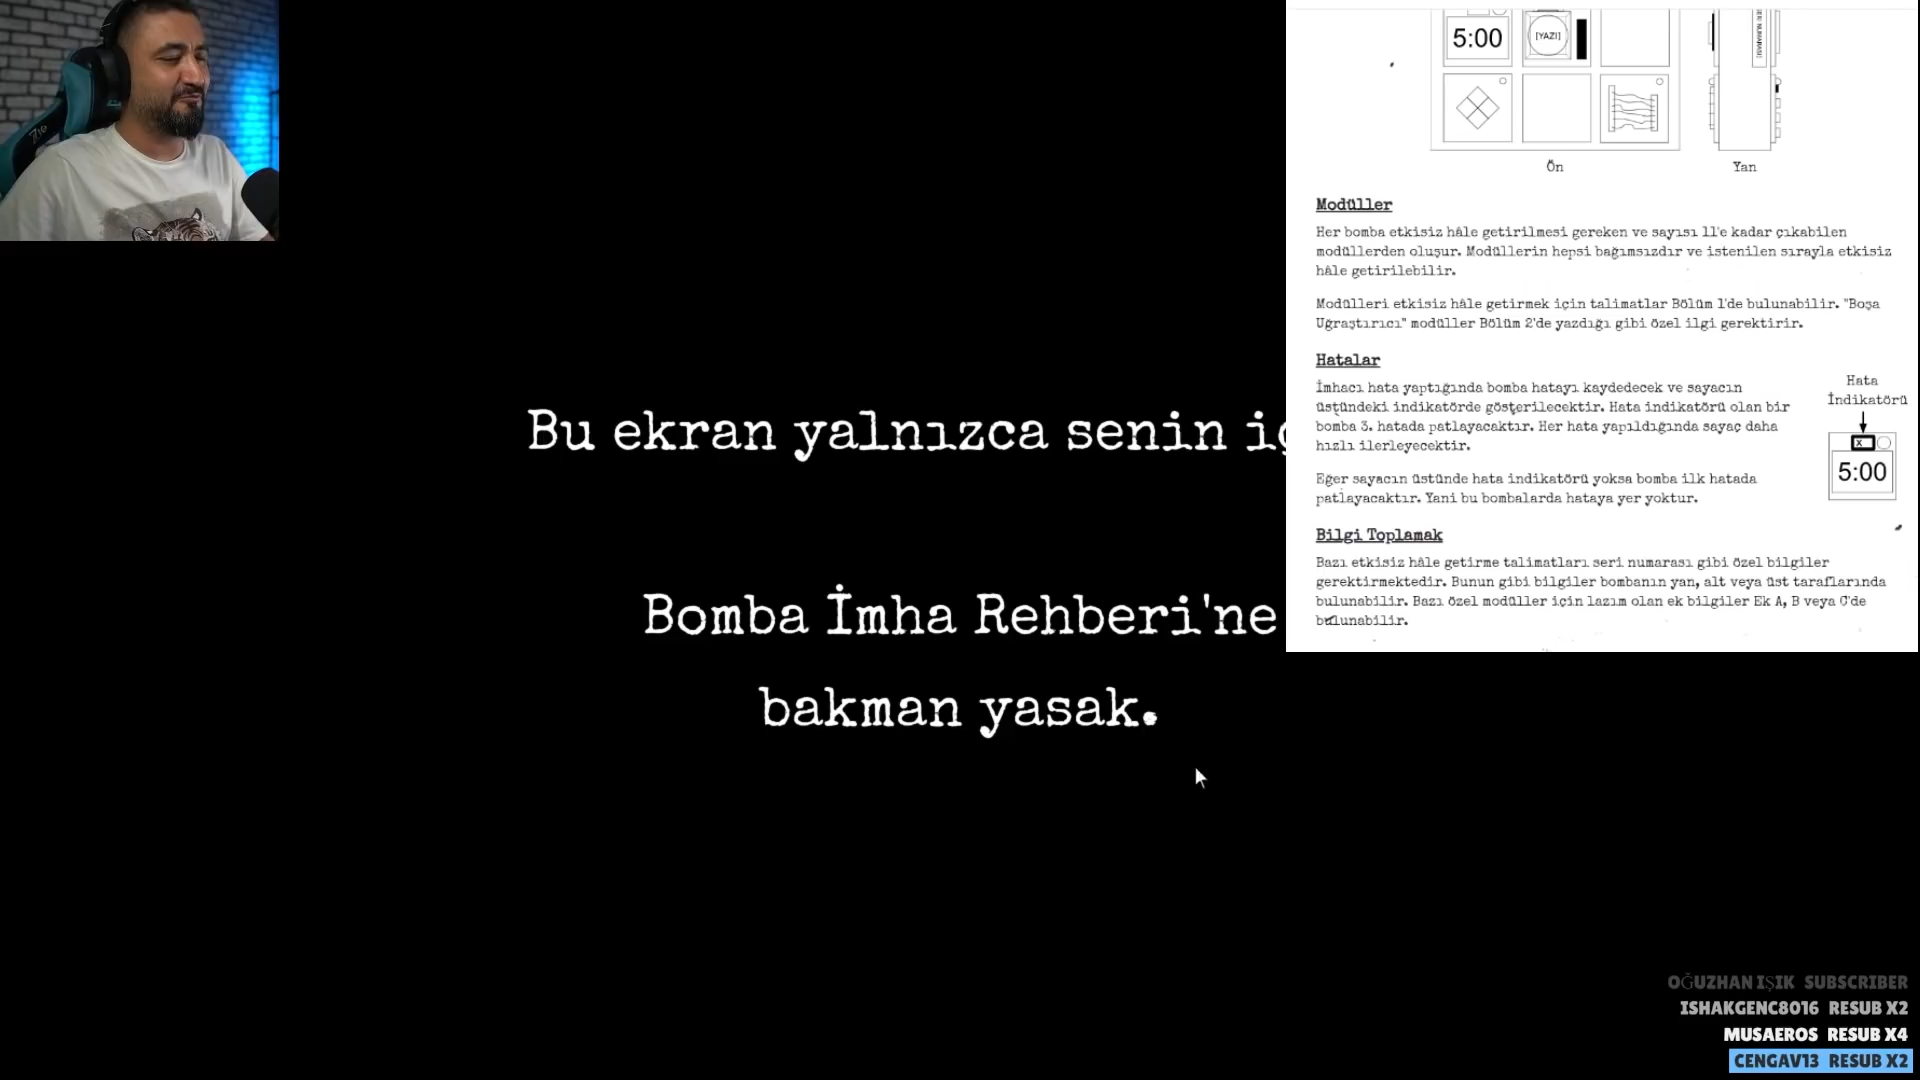 Bu ekran yalnızca senin iç
Bomba İmha Rehberi'ne
bakman yasak.
5:00
[YAZI]
Ön
Yan
Modüller
Her bomba etkisiz hâle getirilmesi gereken ve sayısı 11'e kadar çıkabilen
modüllerden oluşur. Modüllerin hepsi bağımsızdır ve istenilen sırayla etkisiz
hâle getirilebilir.
Modülleri etkisiz hâle getirmek için talimatlar Bölüm 1'de bulunabilir. "Boşa
Uğraştırıcı" modüller Bölüm 2'de yazdığı gibi özel ilgi gerektirir.
Hatalar
İmhacı hata yaptığında bomba hatayı kaydedecek ve sayacın
üstündeki indikatörde gösterilecektir. Hata indikatörü olan bir
bomba 3. hatada patlayacaktır. Her hata yapıldığında sayaç daha
hızlı ilerleyecektir.
Eğer sayacın üstünde hata indikatörü yoksa bomba ilk hatada
patlayacaktır. Yani bu bombalarda hataya yer yoktur.
Hata
İndikatörü
X
5:00
Bilgi Toplamak
Bazı etkisiz hâle getirme talimatları seri numarası gibi özel bilgiler
gerektirmektedir. Bunun gibi bilgiler bombanın yan, alt veya üst taraflarında
bulunabilir. Bazı özel modüller için lazım olan ek bilgiler Ek A, B veya C'de
bulunabilir.
OĞUZHAN IŞIK SUBSCRIBER
ISHAKGENC8016 RESUB X2
MUSAEROS RESUB X4
CENGAV13 RESUB X2